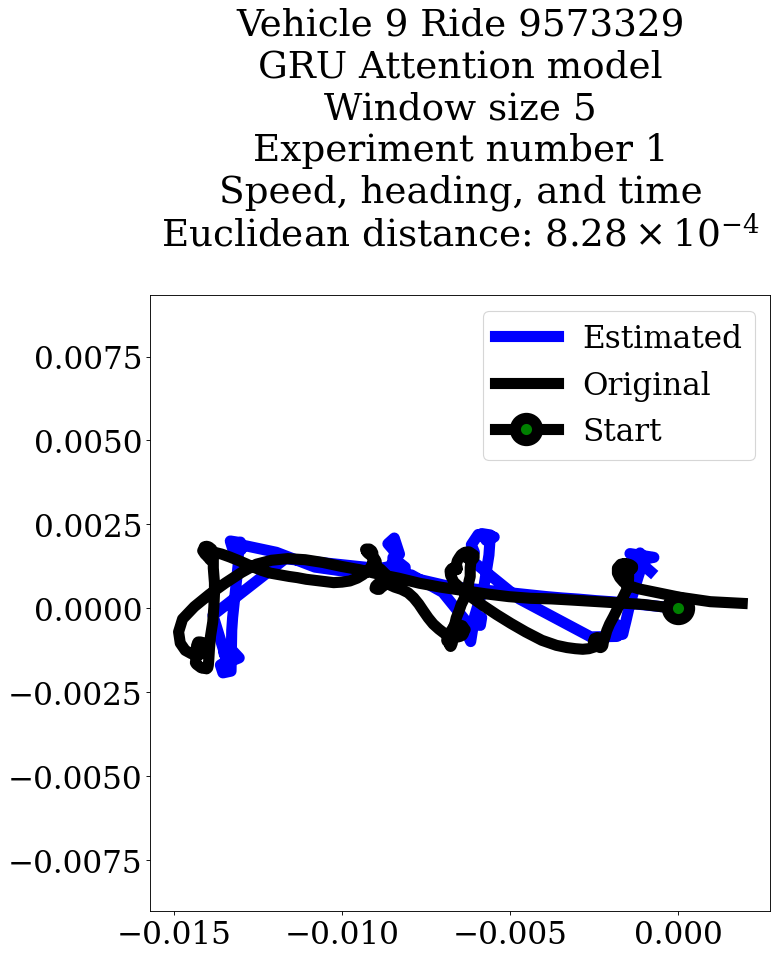 Vehicle 9 Ride 9573329
GRU Attention model
Window size 5
Experiment number 1
Speed, heading, and time
Euclidean distance: 8.28 × 10⁻⁴
Estimated
Original
Start
0.0075
0.0050
0.0025
0.0000
−0.0025
−0.0050
−0.0075
−0.015
−0.010
−0.005
0.000